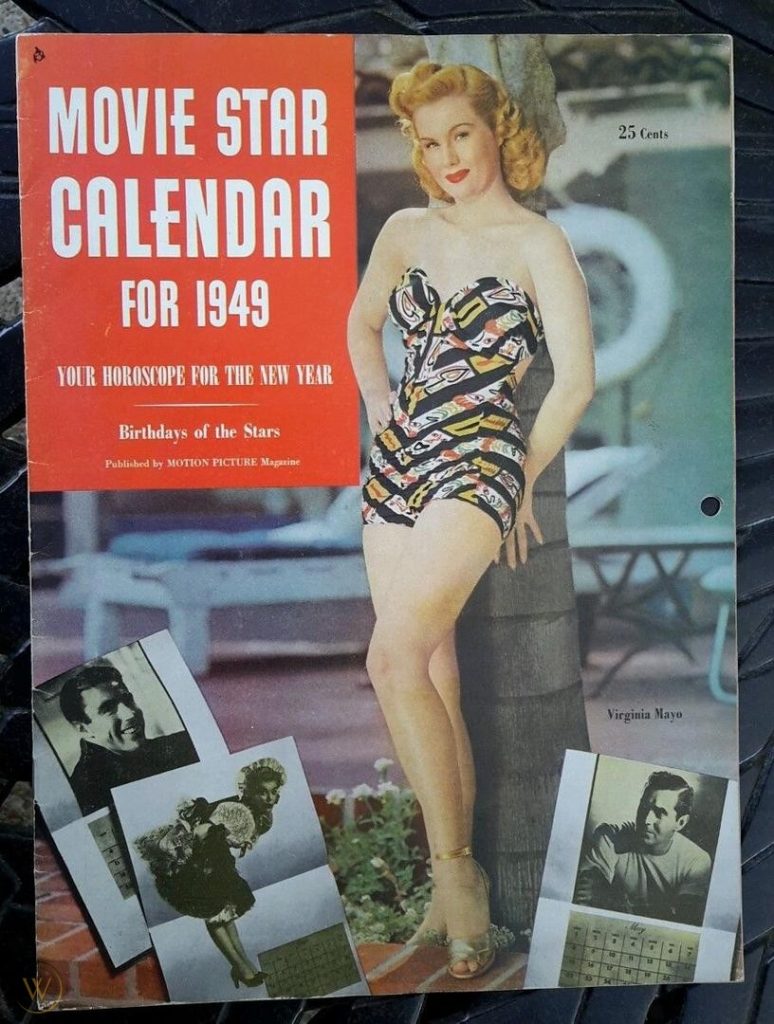 MOVIE STAR
CALENDAR
FOR 1949
YOUR HOROSCOPE FOR THE NEW YEAR
Birthdays of the Stars
Published by MOTION PICTURE Magazine
25 Cents
Virginia Mayo
May